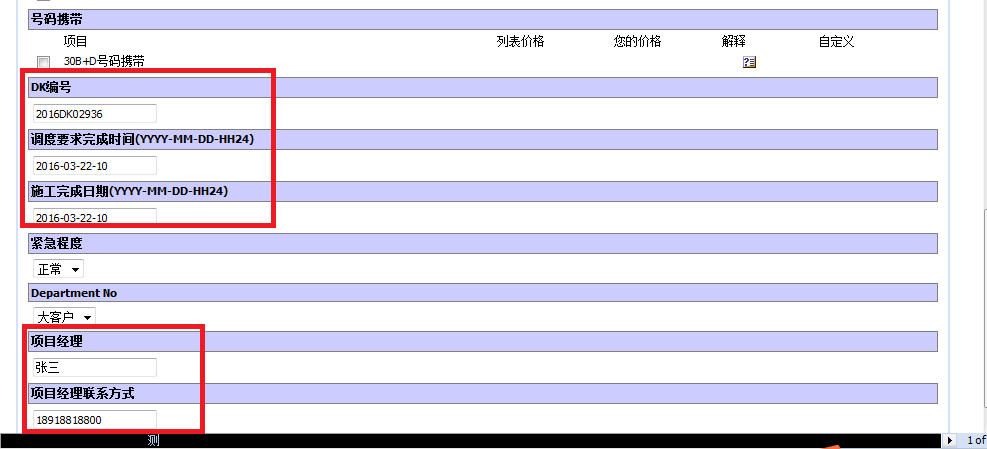 号码携带
项目 列表价格 您的价格 解释 自定义
30B+D号码携带
DK编号
2016DK02936
调度要求完成时间(YYYY-MM-DD-HH24)
2016-03-22-10
施工完成日期(YYYY-MM-DD-HH24)
2016-03-22-10
紧急程度
正常
Department No
大客户
项目经理
张三
项目经理联系方式
18918818800
测
1 of